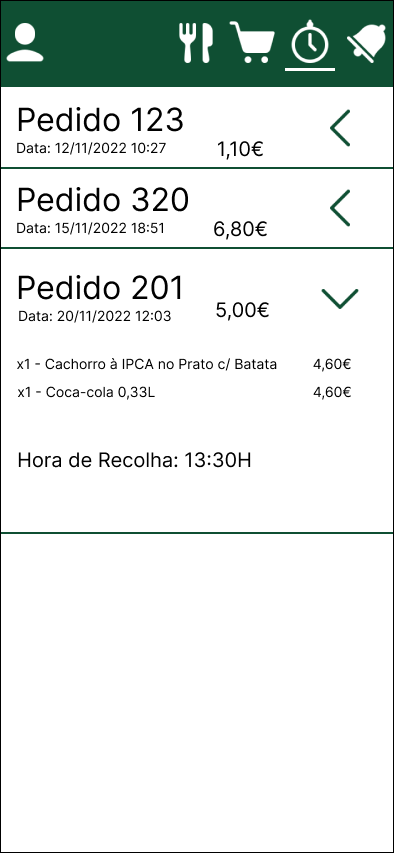 Pedido 123
Data: 12/11/2022 10:27 1,10€
Pedido 320
Data: 15/11/2022 18:51 6,80€
Pedido 201
Data: 20/11/2022 12:03 5,00€
x1 - Cachorro à IPCA no Prato c/ Batata 4,60€
x1 - Coca-cola 0,33L 4,60€
Hora de Recolha: 13:30H